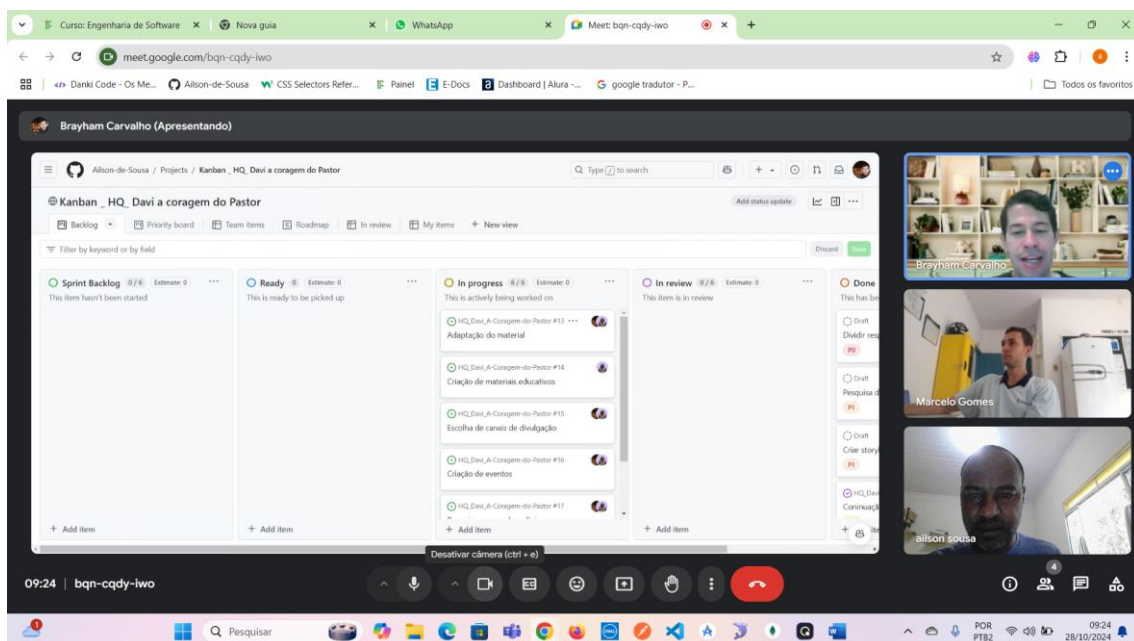 Curso: Engenharia de Software
Nova guia
WhatsApp
Meet: bqn-cqdy-iwo
meet.google.com/bqn-cqdy-iwo
Danki Code - Os Me...
Ailson-de-Sousa
CSS Selectors Refer...
Painel
E-Docs
Dashboard | Alura -...
google tradutor - P...
Todos os favoritos
Brayham Carvalho (Apresentando)
Ailson-de-Sousa / Projects / Kanban _ HQ_ Davi a coragem do Pastor
Type / to search
Kanban _ HQ_ Davi a coragem do Pastor
Add status update
Backlog
Priority board
Team items
Roadmap
In review
My items
+ New view
Filter by keyword or by field
Discard
Save
Sprint Backlog 0 / 6 Estimate: 0
This item hasn't been started
Ready 0 Estimate: 0
This is ready to be picked up
In progress 6 / 6 Estimate: 0
This is actively being worked on
In review 0 / 6 Estimate: 0
This item is in review
Done
This has be
HQ_Davi_A-Coragem-do-Pastor #13
Adaptação do material
HQ_Davi_A-Coragem-do-Pastor #14
Criação de materiais educativos
HQ_Davi_A-Coragem-do-Pastor #15
Escolha de canais de divulgação
HQ_Davi_A-Coragem-do-Pastor #16
Criação de eventos
HQ_Davi_A-Coragem-do-Pastor #17
Draft
Dividir resp
P0
Draft
Pesquisa d
P1
Draft
Criar story
P1
HQ_Davi
+ Add item
+ Add item
+ Add item
+ Add item
Brayham Carvalho
Marcelo Gomes
ailson sousa
Desativar câmera (ctrl + e)
09:24 | bqn-cqdy-iwo
4
Pesquisar
POR
PTB2
09:24
28/10/2024